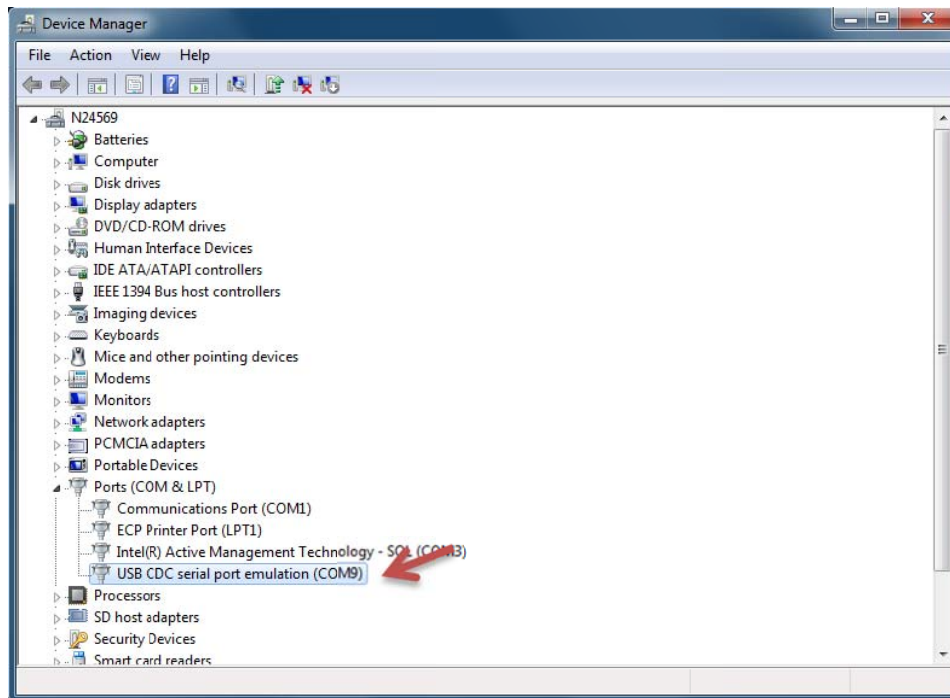 Device Manager
File Action View Help
N24569
Batteries
Computer
Disk drives
Display adapters
DVD/CD-ROM drives
Human Interface Devices
IDE ATA/ATAPI controllers
IEEE 1394 Bus host controllers
Imaging devices
Keyboards
Mice and other pointing devices
Modems
Monitors
Network adapters
PCMCIA adapters
Portable Devices
Ports (COM & LPT)
Communications Port (COM1)
ECP Printer Port (LPT1)
Intel(R) Active Management Technology - SOL (COM3)
USB CDC serial port emulation (COM9)
Processors
SD host adapters
Security Devices
Smart card readers